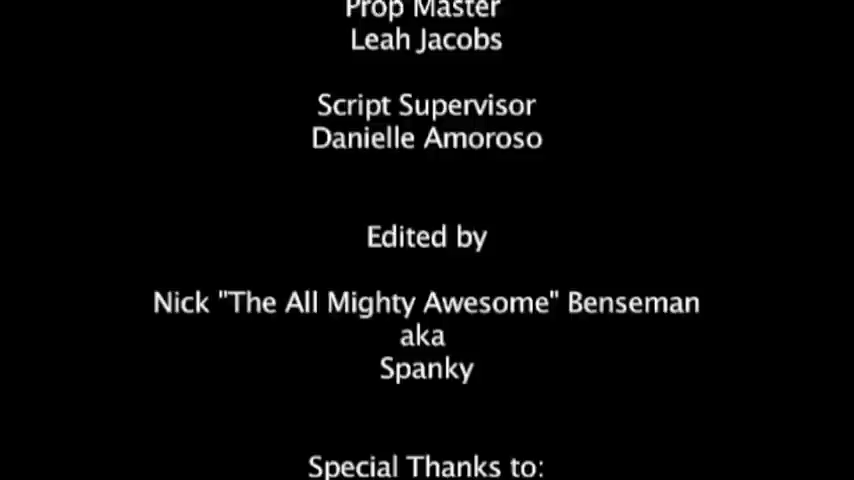 Prop Master
Leah Jacobs
Script Supervisor
Danielle Amoroso
Edited by
Nick "The All Mighty Awesome" Benseman
aka
Spanky
Special Thanks to: